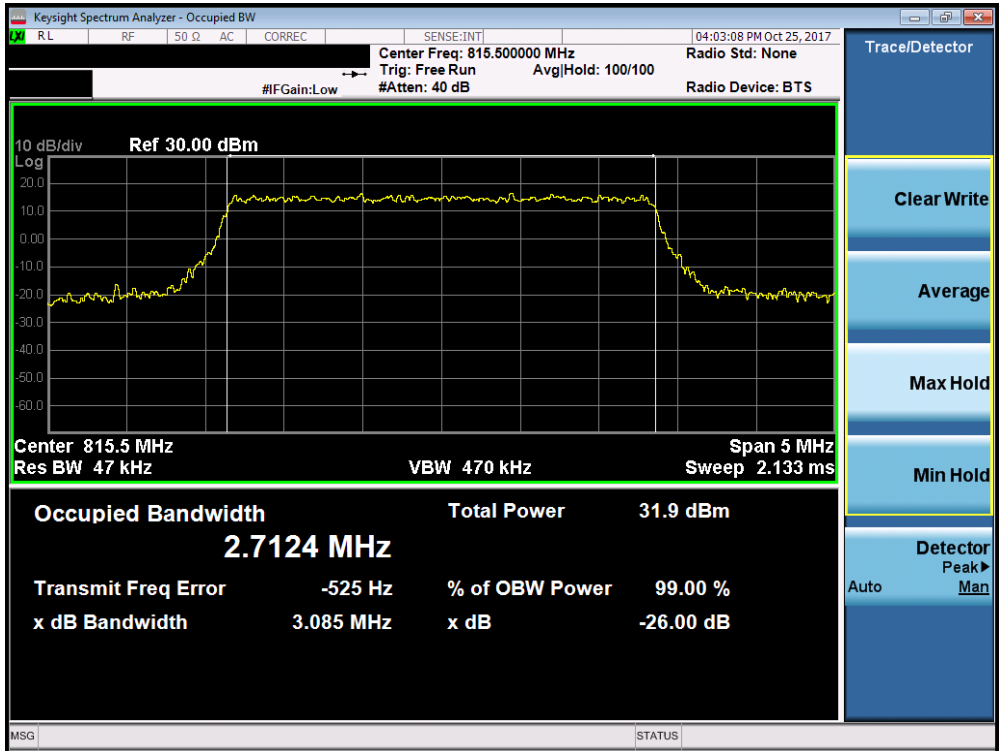 Keysight Spectrum Analyzer - Occupied BW
LXI RL RF 50 Ω AC CORREC SENSE:INT 04:03:08 PM Oct 25, 2017
Center Freq: 815.500000 MHz Radio Std: None
Trig: Free Run Avg|Hold: 100/100
#IFGain:Low #Atten: 40 dB Radio Device: BTS
Trace/Detector
10 dB/div Ref 30.00 dBm
Log
20.0
10.0
0.00
-10.0
-20.0
-30.0
-40.0
-50.0
-60.0
Center 815.5 MHz Span 5 MHz
Res BW 47 kHz VBW 470 kHz Sweep 2.133 ms
Occupied Bandwidth Total Power 31.9 dBm
2.7124 MHz
Transmit Freq Error -525 Hz % of OBW Power 99.00 %
x dB Bandwidth 3.085 MHz x dB -26.00 dB
Clear Write
Average
Max Hold
Min Hold
Detector
Peak▶
Auto Man
MSG STATUS